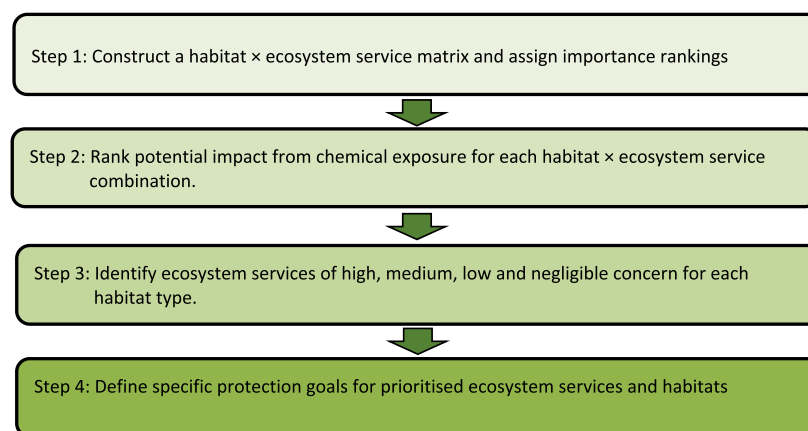 Step 1: Construct a habitat × ecosystem service matrix and assign importance rankings
Step 2: Rank potential impact from chemical exposure for each habitat × ecosystem service
combination.
Step 3: Identify ecosystem services of high, medium, low and negligible concern for each
habitat type.
Step 4: Define specific protection goals for prioritised ecosystem services and habitats